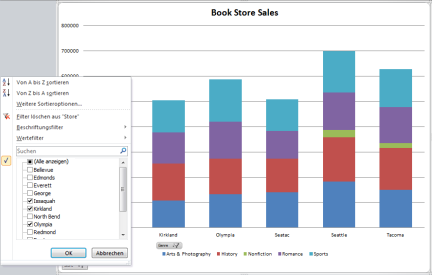 Book Store Sales
800000
700000
600000
Von A bis Z sortieren
Von Z bis A sortieren
Weitere Sortieroptionen...
Filter löschen aus "Store"
Beschriftungsfilter
Wertefilter
Suchen
(Alle anzeigen)
Bellevue
Edmonds
Everett
George
Issaquah
Kirkland
North Bend
Olympia
Redmond
OK
Abbrechen
Kirkland Olympia Seatac Seattle Tacoma
Arts & Photography History Nonfiction Romance Sports